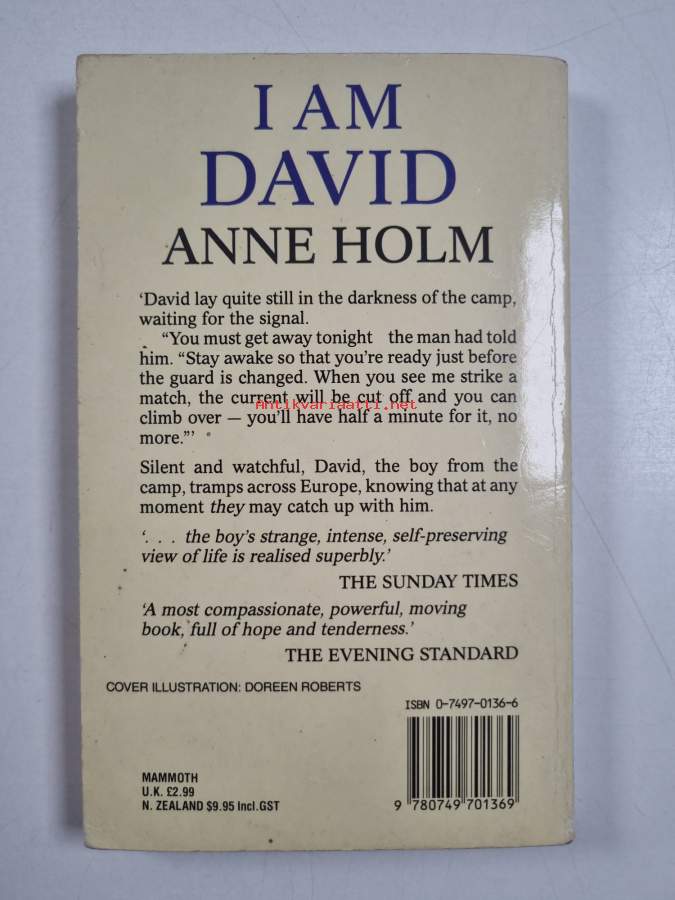 I AM
DAVID
ANNE HOLM
‘David lay quite still in the darkness of the camp,
waiting for the signal.
“You must get away tonight the man had told
him. “Stay awake so that you’re ready just before
the guard is changed. When you see me strike a
match, the current will be cut off and you can
Antikvariaatti.net
climb over — you’ll have half a minute for it, no
more.”’
Silent and watchful, David, the boy from the
camp, tramps across Europe, knowing that at any
moment they may catch up with him.
‘. . . the boy’s strange, intense, self-preserving
view of life is realised superbly.’
THE SUNDAY TIMES
‘A most compassionate, powerful, moving
book, full of hope and tenderness.’
THE EVENING STANDARD
COVER ILLUSTRATION: DOREEN ROBERTS
ISBN 0-7497-0136-6
MAMMOTH
U.K. £2.99
N. ZEALAND $9.95 Incl.GST
9 780749 701369